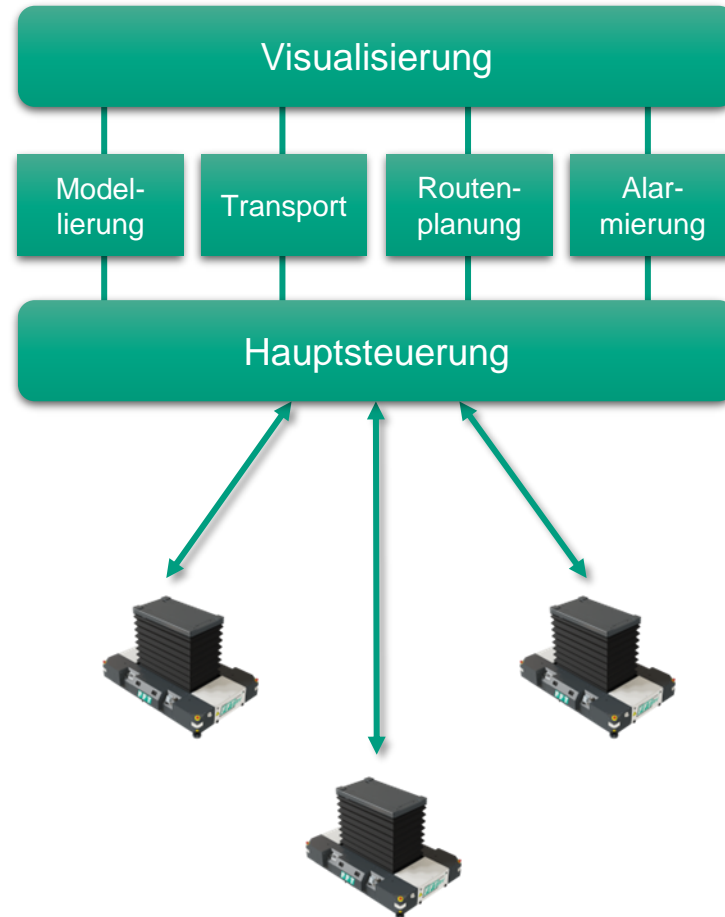 Visualisierung
Model-
lierung
Transport
Routen-
planung
Alar-
mierung
Hauptsteuerung